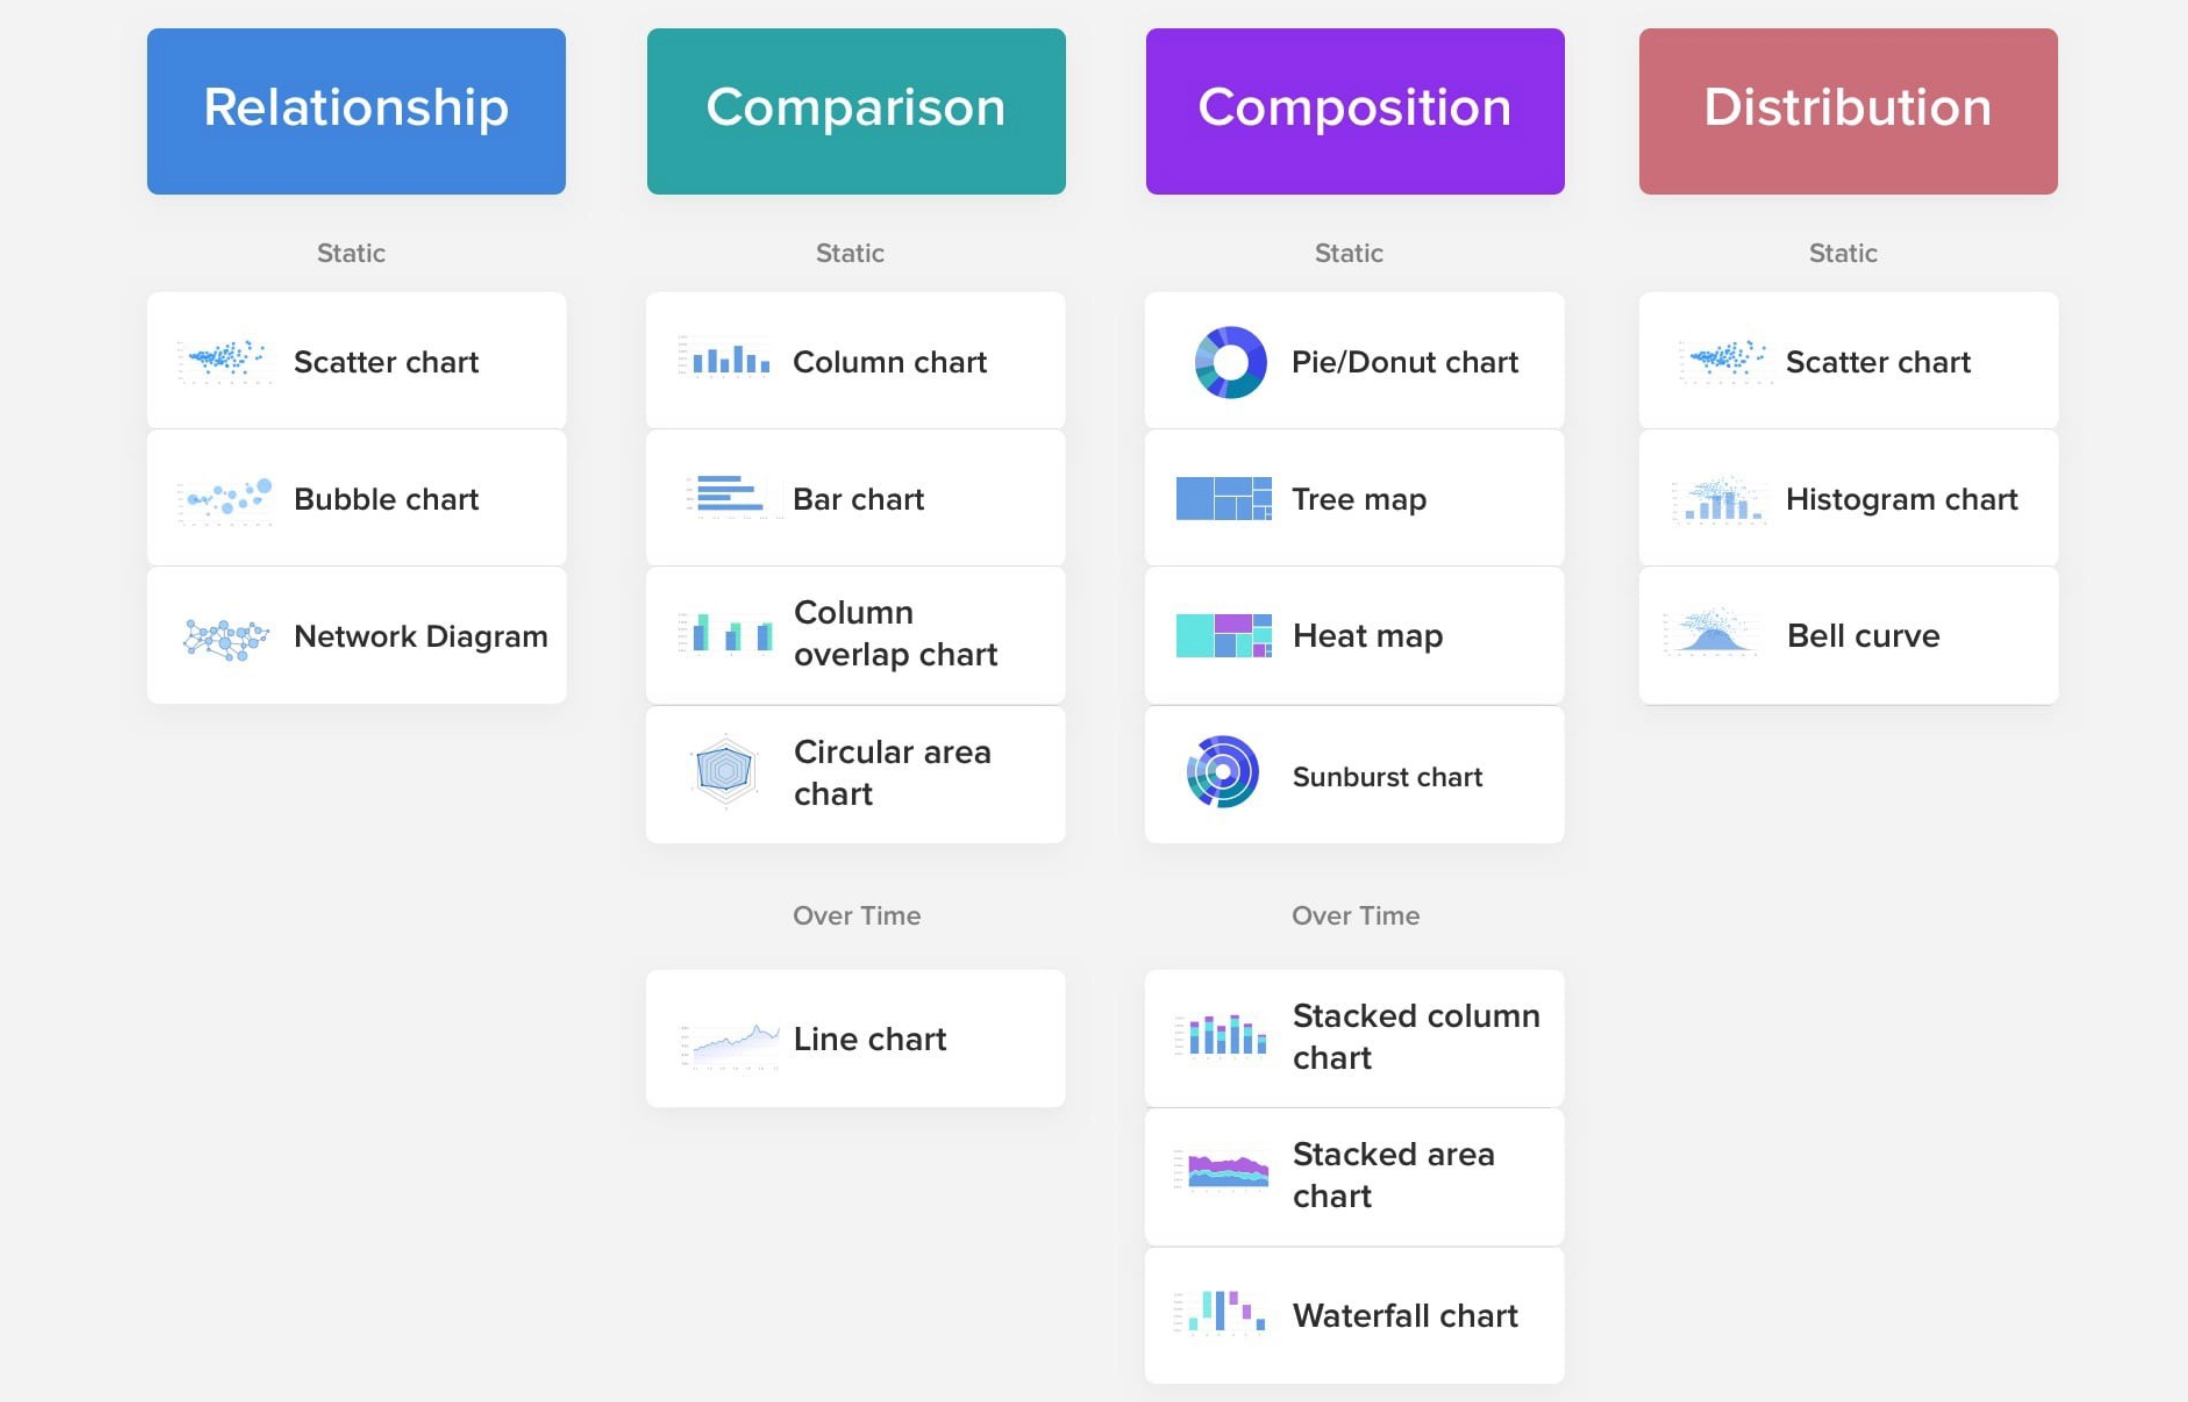 Relationship
Comparison
Composition
Distribution
Static
Static
Static
Static
Scatter chart
Bubble chart
Network Diagram
Column chart
Bar chart
Column
overlap chart
Circular area
chart
Over Time
Line chart
Pie/Donut chart
Tree map
Heat map
Sunburst chart
Over Time
Stacked column
chart
Stacked area
chart
Waterfall chart
Scatter chart
Histogram chart
Bell curve